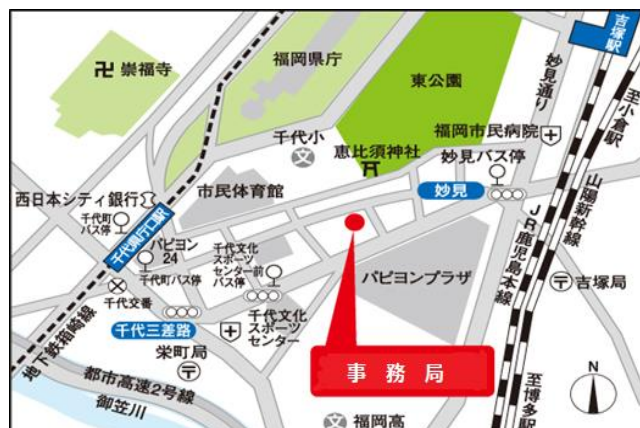 吉塚駅
福岡県庁
卍 崇福寺
東公園
妙見通り
至小倉駅
千代小
文
福岡市民病院
恵比須神社
妙見バス停
山陽新幹線
市民体育館
西日本シティ銀行
妙見
千代町
バス停
千代県庁口駅
パピヨン
24
千代町バス停
千代文化
スポーツ
センター前
バス停
JR鹿児島本線
パピヨンプラザ
吉塚局
千代交番
千代三差路
千代文化
スポーツ
センター
地下鉄箱崎線
栄町局
事務局
都市高速2号線
御笠川
文 福岡高
至博多駅
N